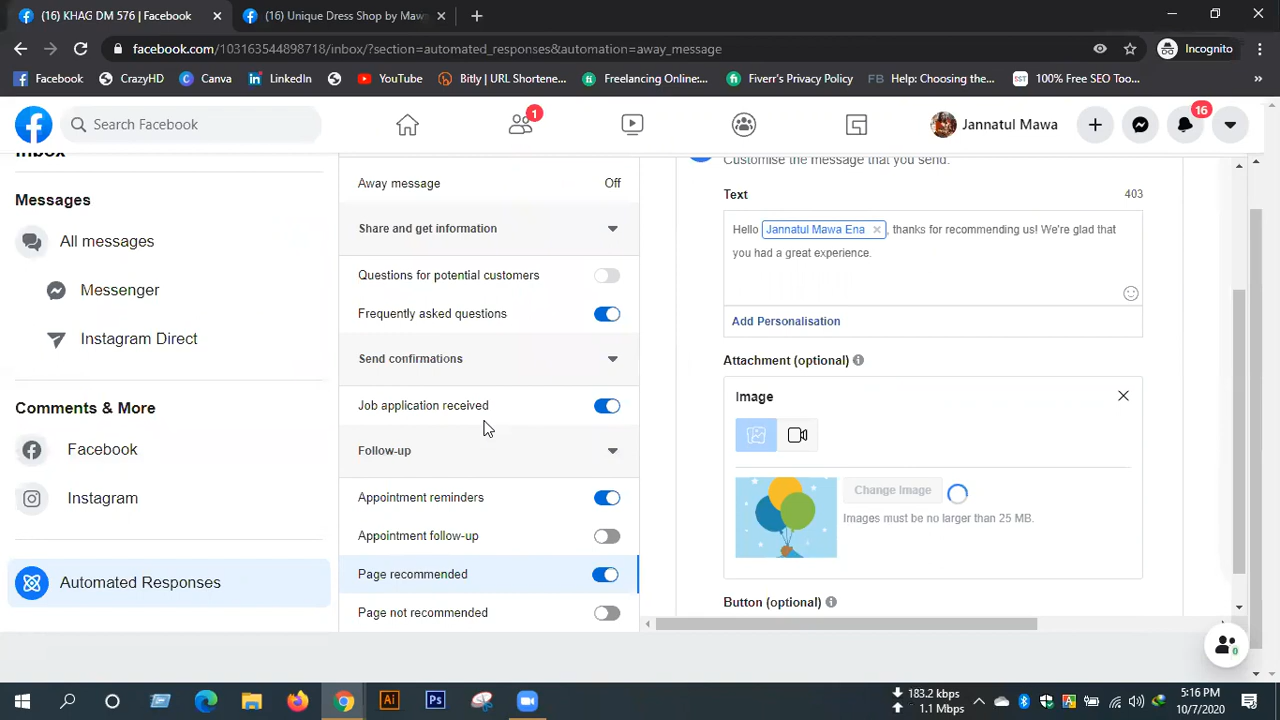 (16) KHAG DM 576 | Facebook
(16) Unique Dress Shop by Maw
facebook.com/103163544898718/inbox/?section=automated_responses&automation=away_message
Incognito
Facebook
CrazyHD
Canva
LinkedIn
YouTube
Bitly | URL Shortene...
Freelancing Online:...
Fiverr's Privacy Policy
FB Help: Choosing the...
SST 100% Free SEO Too...
»
Search Facebook
1
Jannatul Mawa
16
Inbox
Messages
All messages
Messenger
Instagram Direct
Comments & More
Facebook
Instagram
Automated Responses
Away message Off
Share and get information
Questions for potential customers
Frequently asked questions
Send confirmations
Job application received
Follow-up
Appointment reminders
Appointment follow-up
Page recommended
Page not recommended
Customise the message that you send.
Text 403
Hello Jannatul Mawa Ena × , thanks for recommending us! We're glad that
you had a great experience.
Add Personalisation
Attachment (optional)
Image
Change Image
Images must be no larger than 25 MB.
Button (optional)
0
Ai
Ps
183.2 kbps
1.1 Mbps
5:16 PM
10/7/2020